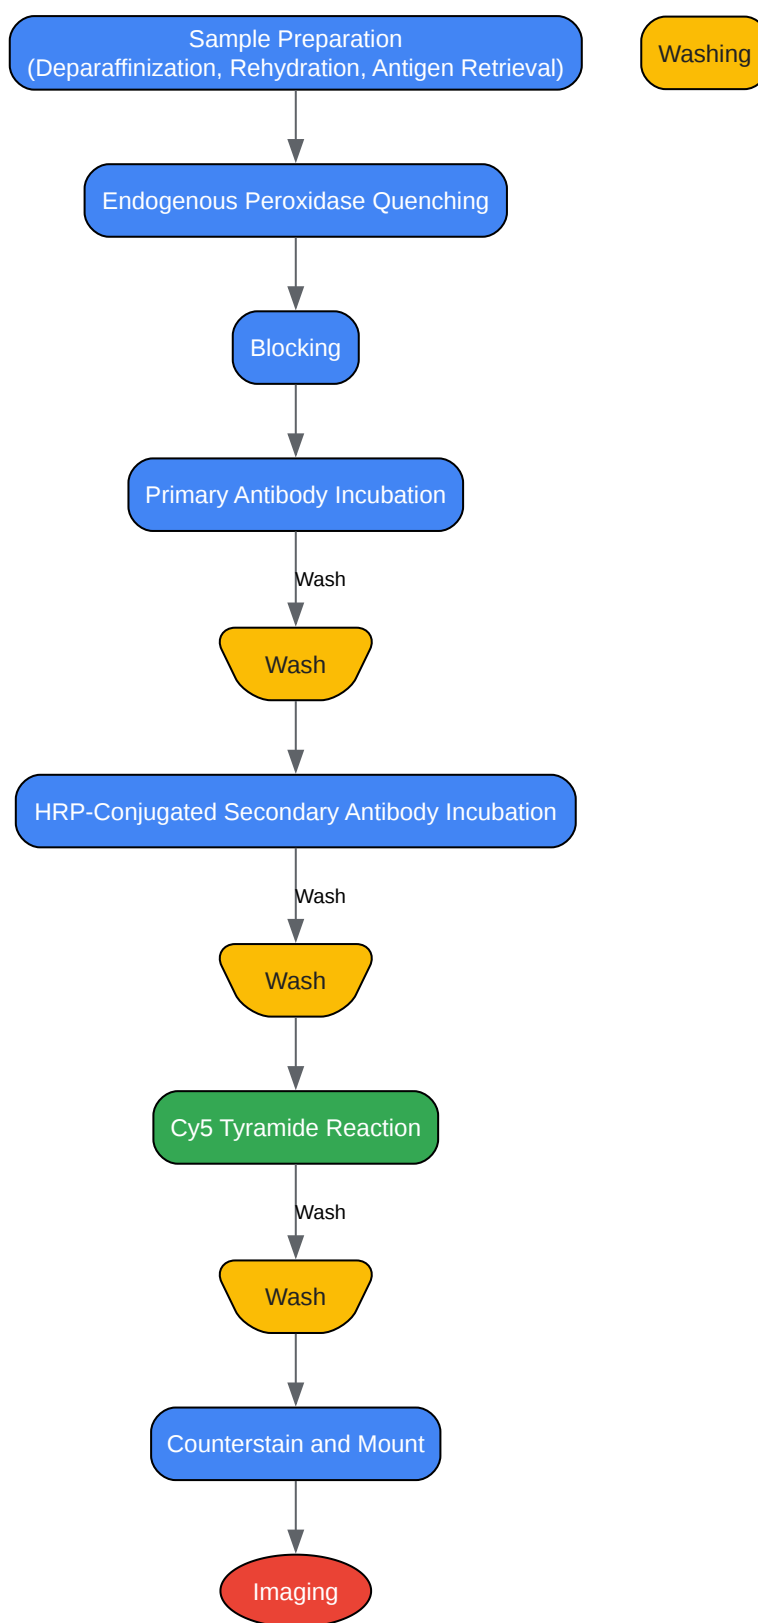 Sample Preparation
(Deparaffinization, Rehydration, Antigen Retrieval)
Washing
Endogenous Peroxidase Quenching
Blocking
Primary Antibody Incubation
Wash
Wash
HRP-Conjugated Secondary Antibody Incubation
Wash
Wash
Cy5 Tyramide Reaction
Wash
Wash
Counterstain and Mount
Imaging